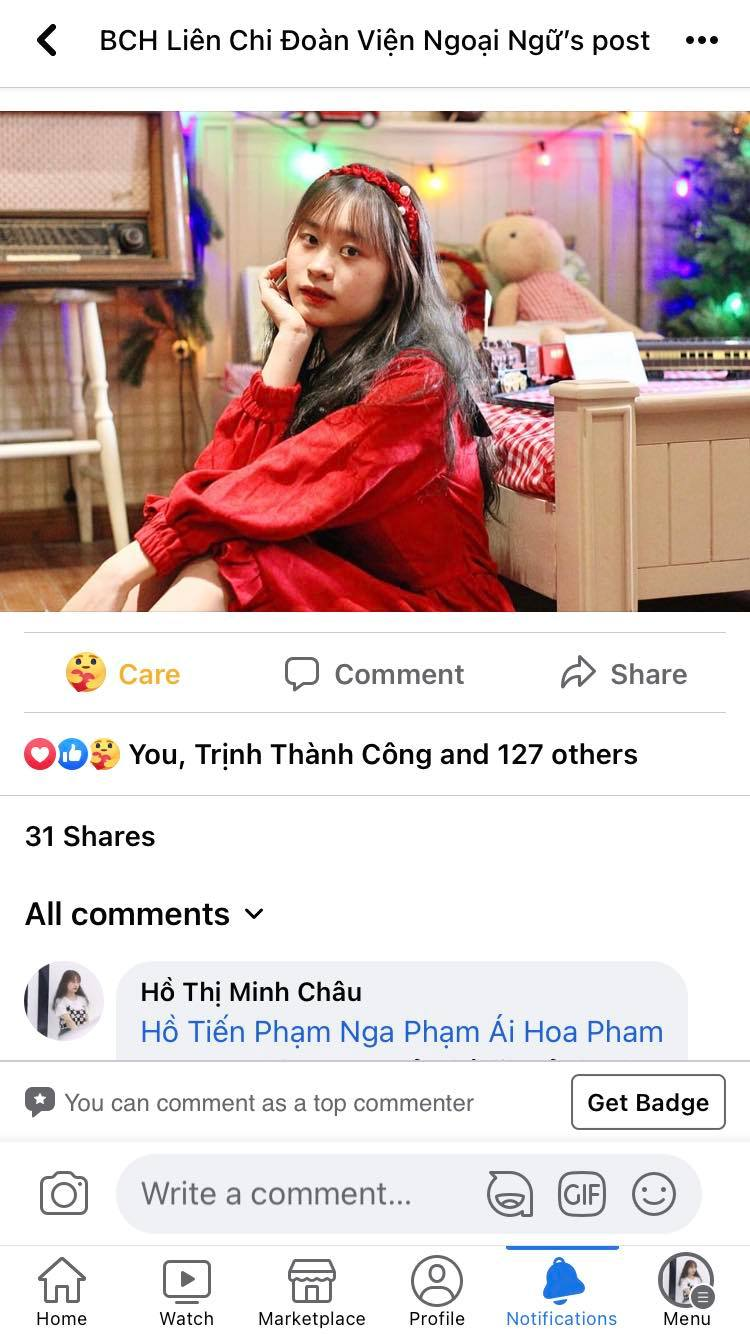 BCH Liên Chi Đoàn Viện Ngoại Ngữ's post
Care
Comment
Share
You, Trịnh Thành Công and 127 others
31 Shares
All comments
Hồ Thị Minh Châu
Hồ Tiến Phạm Nga Phạm Ái Hoa Pham
You can comment as a top commenter
Get Badge
Write a comment...
GIF
Home
Watch
Marketplace
Profile
Notifications
Menu